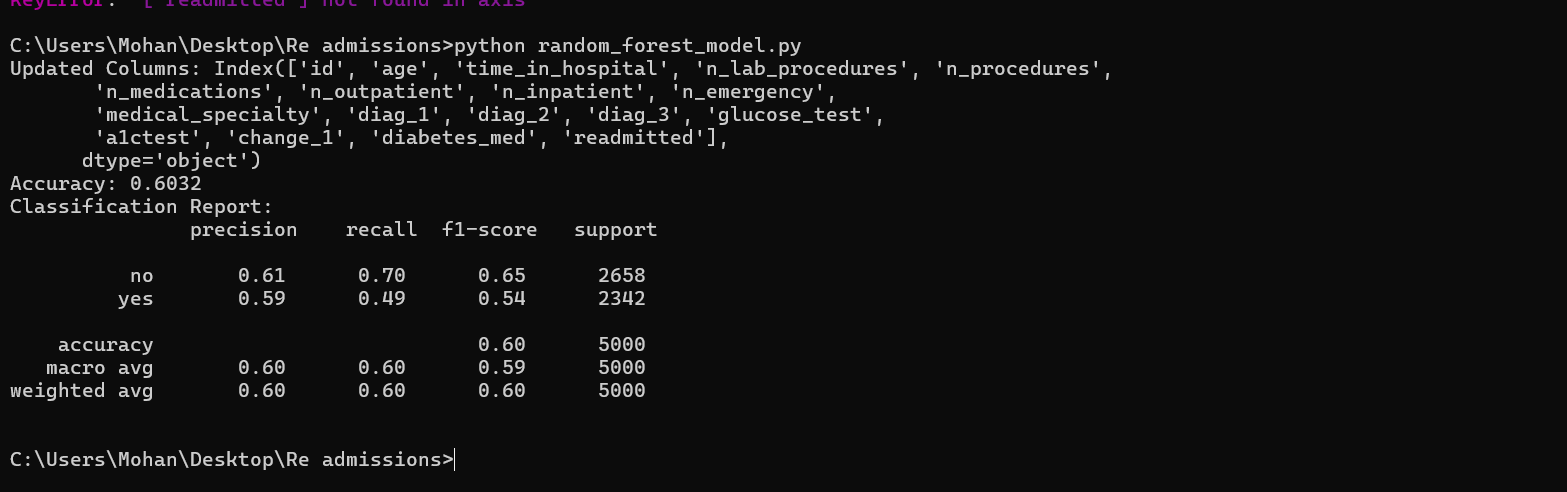 KeyError: "['readmitted'] not found in axis"
C:\Users\Mohan\Desktop\Re admissions>python random_forest_model.py
Updated Columns: Index(['id', 'age', 'time_in_hospital', 'n_lab_procedures', 'n_procedures',
'n_medications', 'n_outpatient', 'n_inpatient', 'n_emergency',
'medical_specialty', 'diag_1', 'diag_2', 'diag_3', 'glucose_test',
'a1ctest', 'change_1', 'diabetes_med', 'readmitted'],
dtype='object')
Accuracy: 0.6032
Classification Report:
precision recall f1-score support
no 0.61 0.70 0.65 2658
yes 0.59 0.49 0.54 2342
accuracy 0.60 5000
macro avg 0.60 0.60 0.59 5000
weighted avg 0.60 0.60 0.60 5000
C:\Users\Mohan\Desktop\Re admissions>